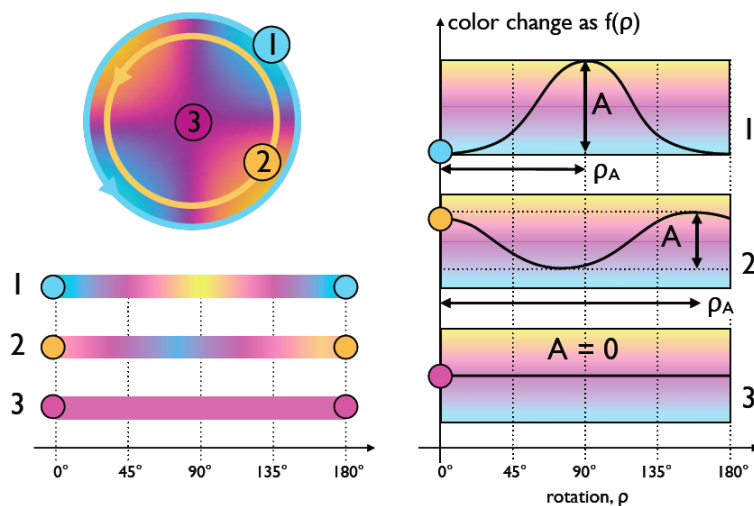 1
2
3
1
2
3
0°
45°
90°
135°
180°
color change as f(ρ)
A
1
ρA
A
2
ρA
A = 0
3
0°
45°
90°
135°
180°
rotation, ρ